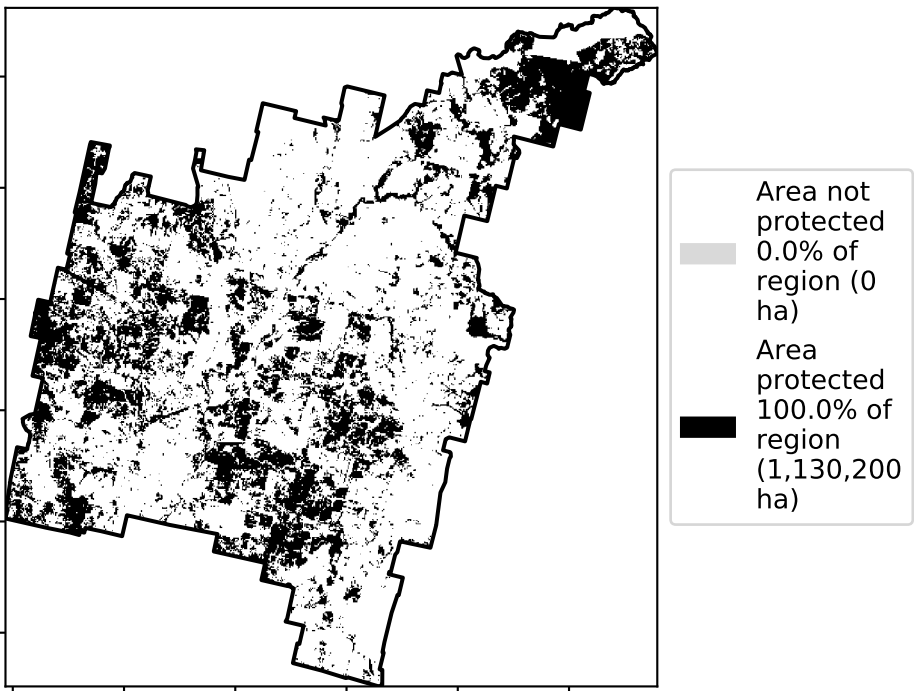 Area not
protected
0.0% of
region (0
ha)
Area
protected
100.0% of
region
(1,130,200
ha)